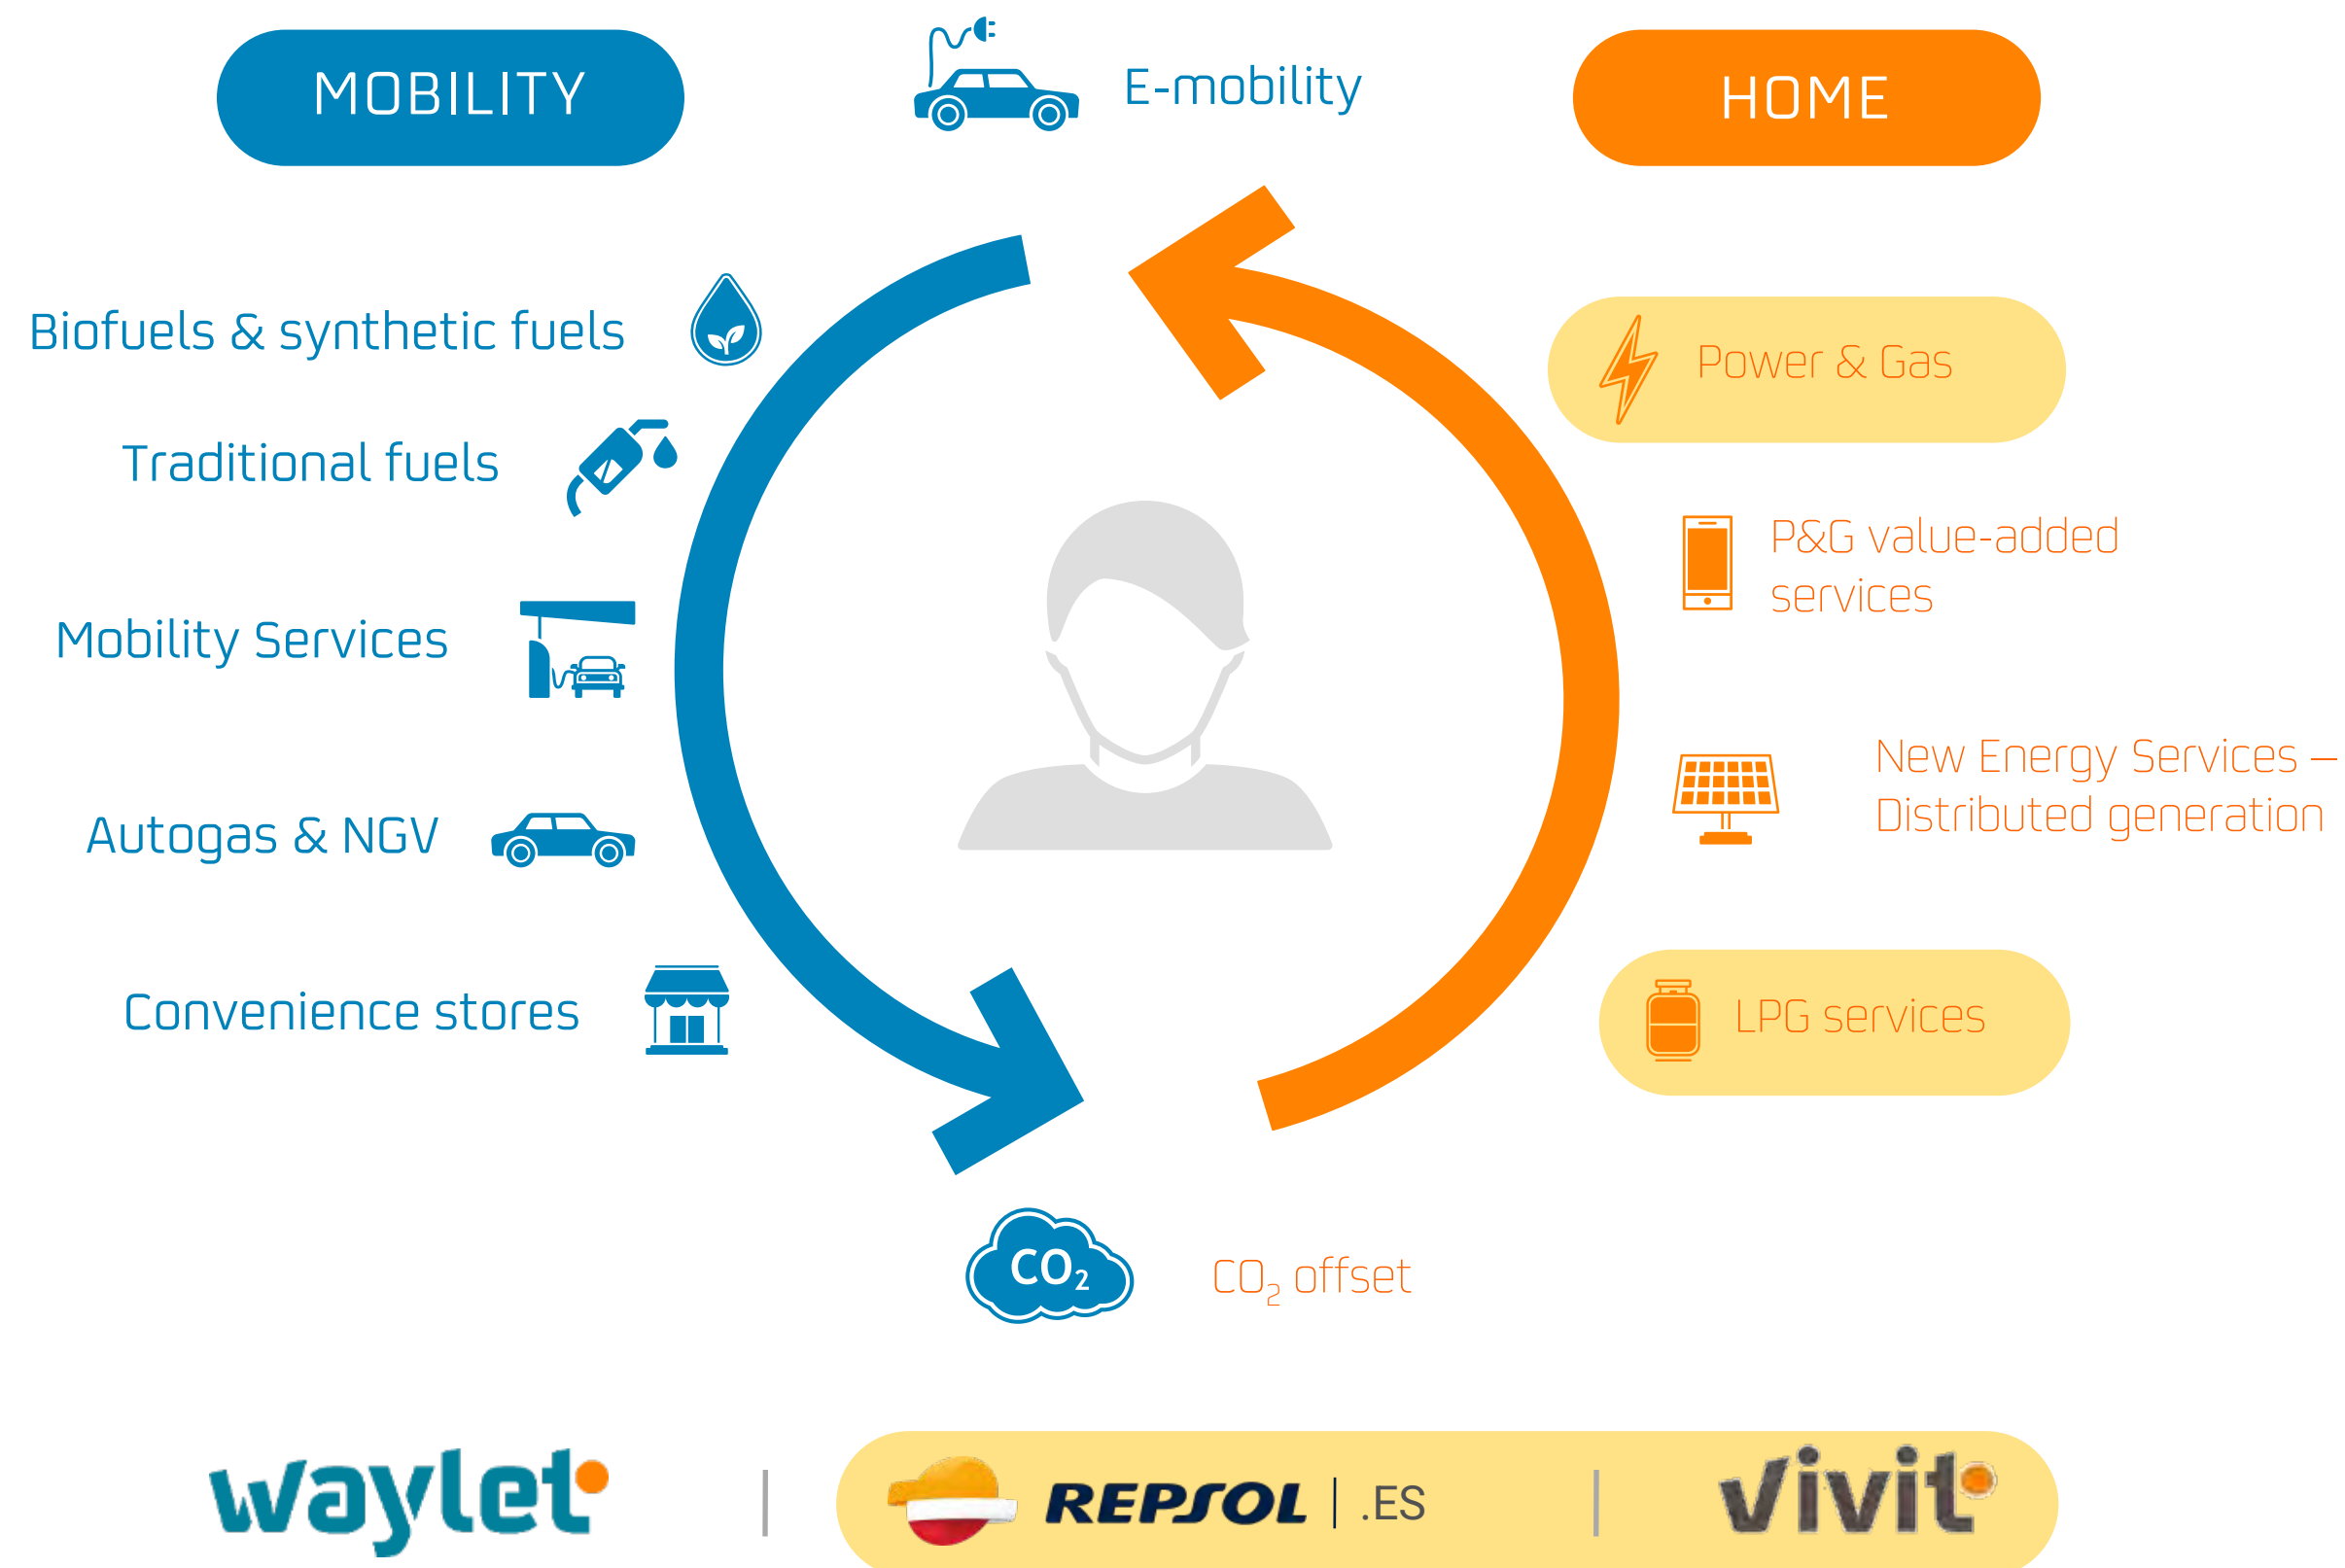 MOBILITY
E-mobility
HOME
Biofuels & synthetic fuels
Power & Gas
Traditional fuels
P&G value-added
services
Mobility Services
New Energy Services –
Distributed generation
Autogas & NGV
Convenience stores
LPG services
CO₂
CO₂ offset
waylet
REPSOL | .ES
vivit